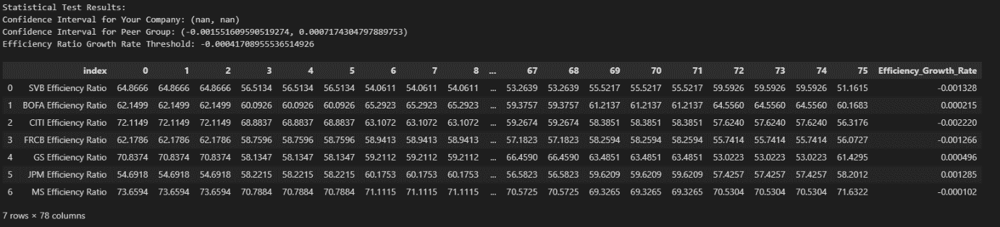 Statistical Test Results:
Confidence Interval for Your Company: (nan, nan)
Confidence Interval for Peer Group: (-0.001551609590519274, 0.0007174304797889753)
Efficiency Ratio Growth Rate Threshold: -0.00041708955536514926
index 0 1 2 3 4 5 6 7 8 ... 67 68 69 70 71 72 73 74 75 Efficiency_Growth_Rate
0 SVB Efficiency Ratio 64.8666 64.8666 64.8666 56.5134 56.5134 56.5134 54.0611 54.0611 54.0611 ... 53.2639 53.2639 55.5217 55.5217 55.5217 59.5926 59.5926 59.5926 51.1615 -0.001328
1 BOFA Efficiency Ratio 62.1499 62.1499 62.1499 60.0926 60.0926 60.0926 65.2923 65.2923 65.2923 ... 59.3757 59.3757 61.2137 61.2137 61.2137 64.5560 64.5560 64.5560 60.1683 0.000215
2 CITI Efficiency Ratio 72.1149 72.1149 72.1149 68.8837 68.8837 68.8837 63.1072 63.1072 63.1072 ... 59.2674 59.2674 58.3851 58.3851 58.3851 57.6240 57.6240 57.6240 56.3176 -0.002220
3 FRCB Efficiency Ratio 62.1786 62.1786 62.1786 58.7596 58.7596 58.7596 58.9413 58.9413 58.9413 ... 57.1823 57.1823 58.2594 58.2594 58.2594 55.7414 55.7414 55.7414 56.0727 -0.001266
4 GS Efficiency Ratio 70.8374 70.8374 70.8374 58.1347 58.1347 58.1347 59.2112 59.2112 59.2112 ... 66.4590 66.4590 63.4851 63.4851 63.4851 53.0223 53.0223 53.0223 61.4295 0.000496
5 JPM Efficiency Ratio 54.6918 54.6918 54.6918 58.2215 58.2215 58.2215 60.1753 60.1753 60.1753 ... 56.5823 56.5823 59.6209 59.6209 59.6209 57.4257 57.4257 57.4257 58.2012 0.001285
6 MS Efficiency Ratio 73.6594 73.6594 73.6594 70.7884 70.7884 70.7884 71.1115 71.1115 71.1115 ... 70.5725 70.5725 69.3265 69.3265 69.3265 70.5304 70.5304 70.5304 71.6322 -0.000102
7 rows × 78 columns